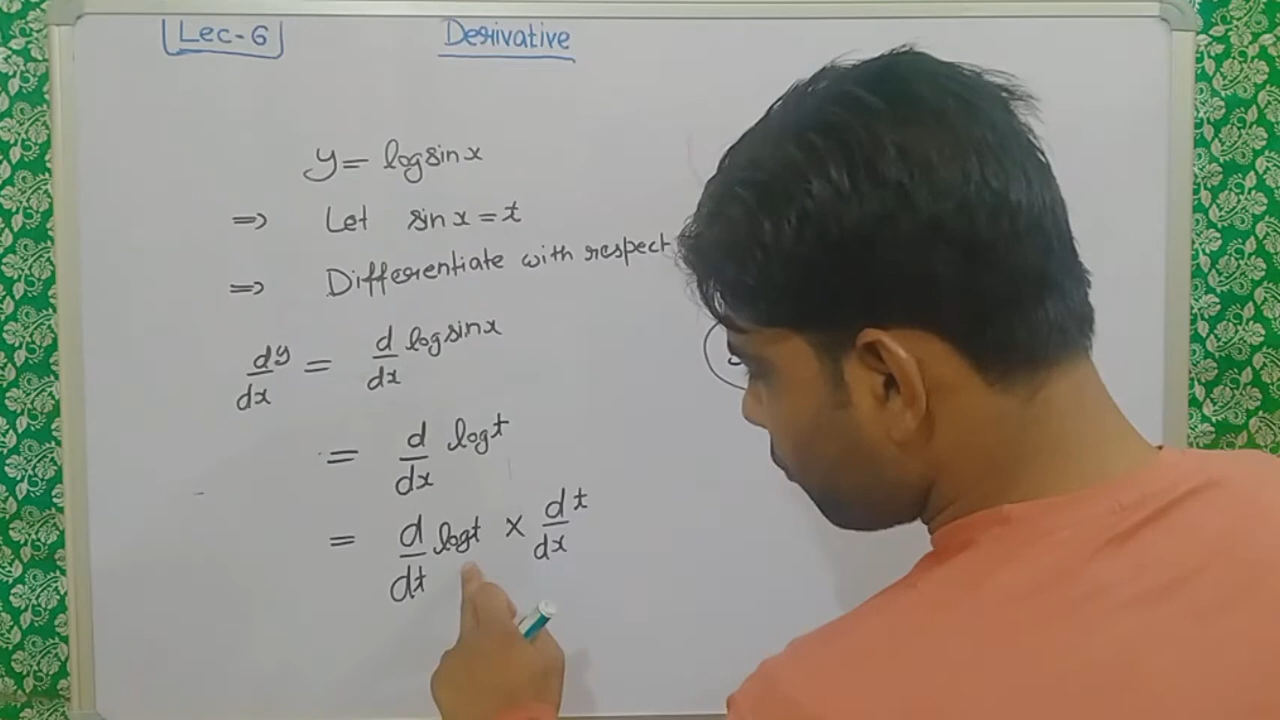 Lec-6
Derivative
y = log sin x
⇒ Let sin x = t
⇒ Differentiate with respect
dy/dx = d/dx log sin x
= d/dx log t
= d/dt log t × dt/dx